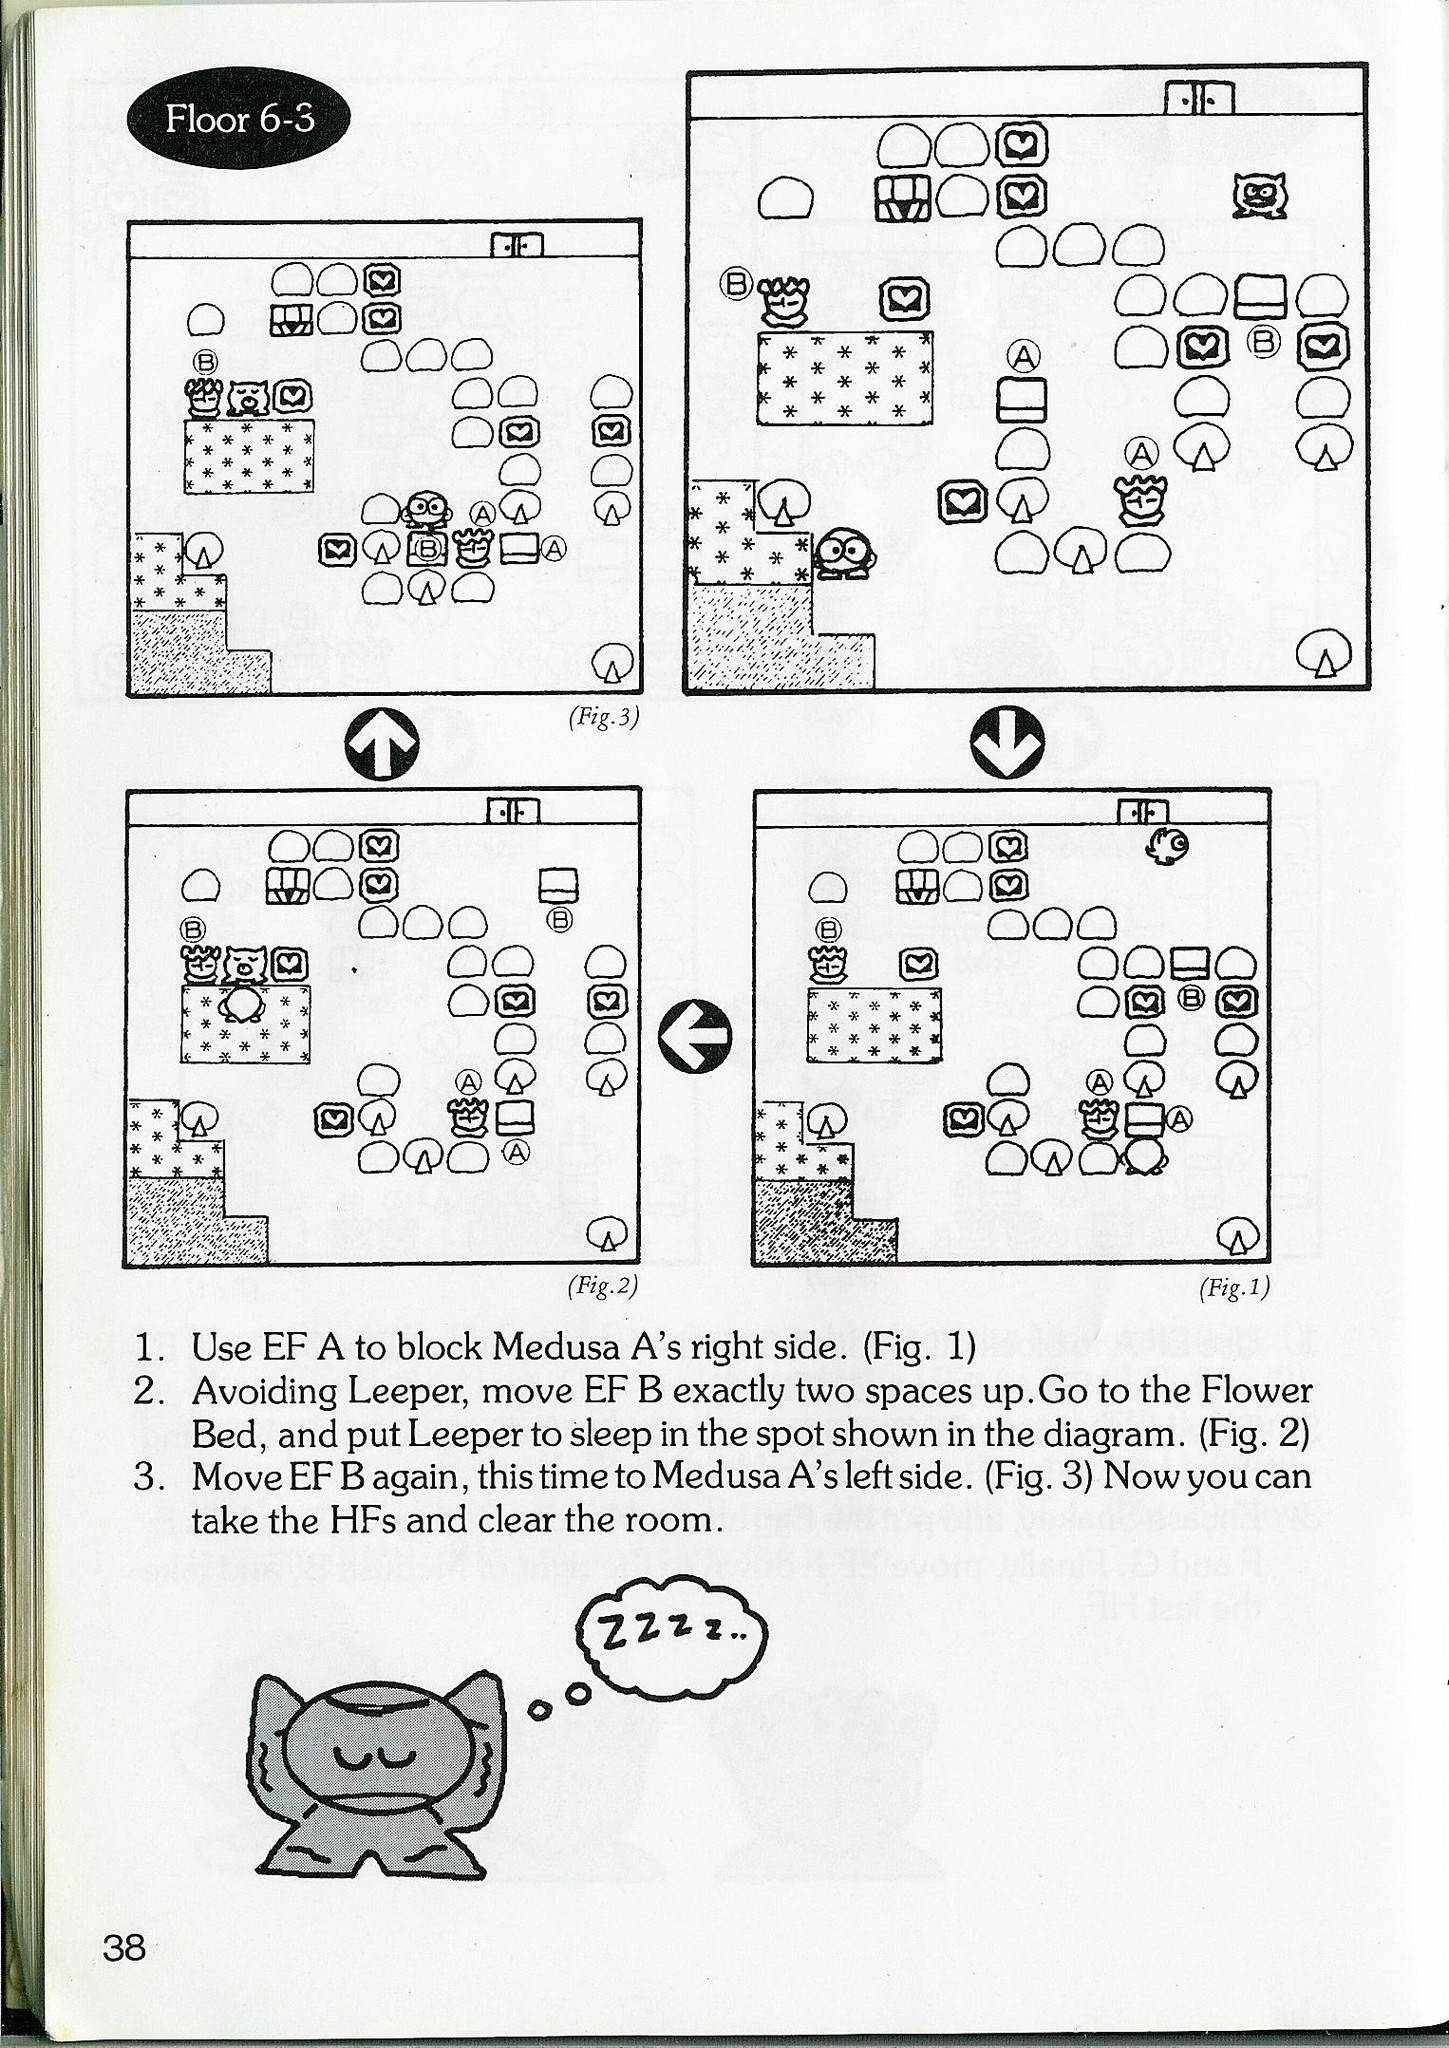 Floor 6-3
B
A
B
A
B
A
B
A
(Fig.3)
B
B
A
A
(Fig.2)
B
B
A
A
(Fig.1)
1. Use EF A to block Medusa A's right side. (Fig. 1)
2. Avoiding Leeper, move EF B exactly two spaces up.Go to the Flower
Bed, and put Leeper to sleep in the spot shown in the diagram. (Fig. 2)
3. Move EF B again, this time to Medusa A's left side. (Fig. 3) Now you can
take the HFs and clear the room.
ZZZz..
38